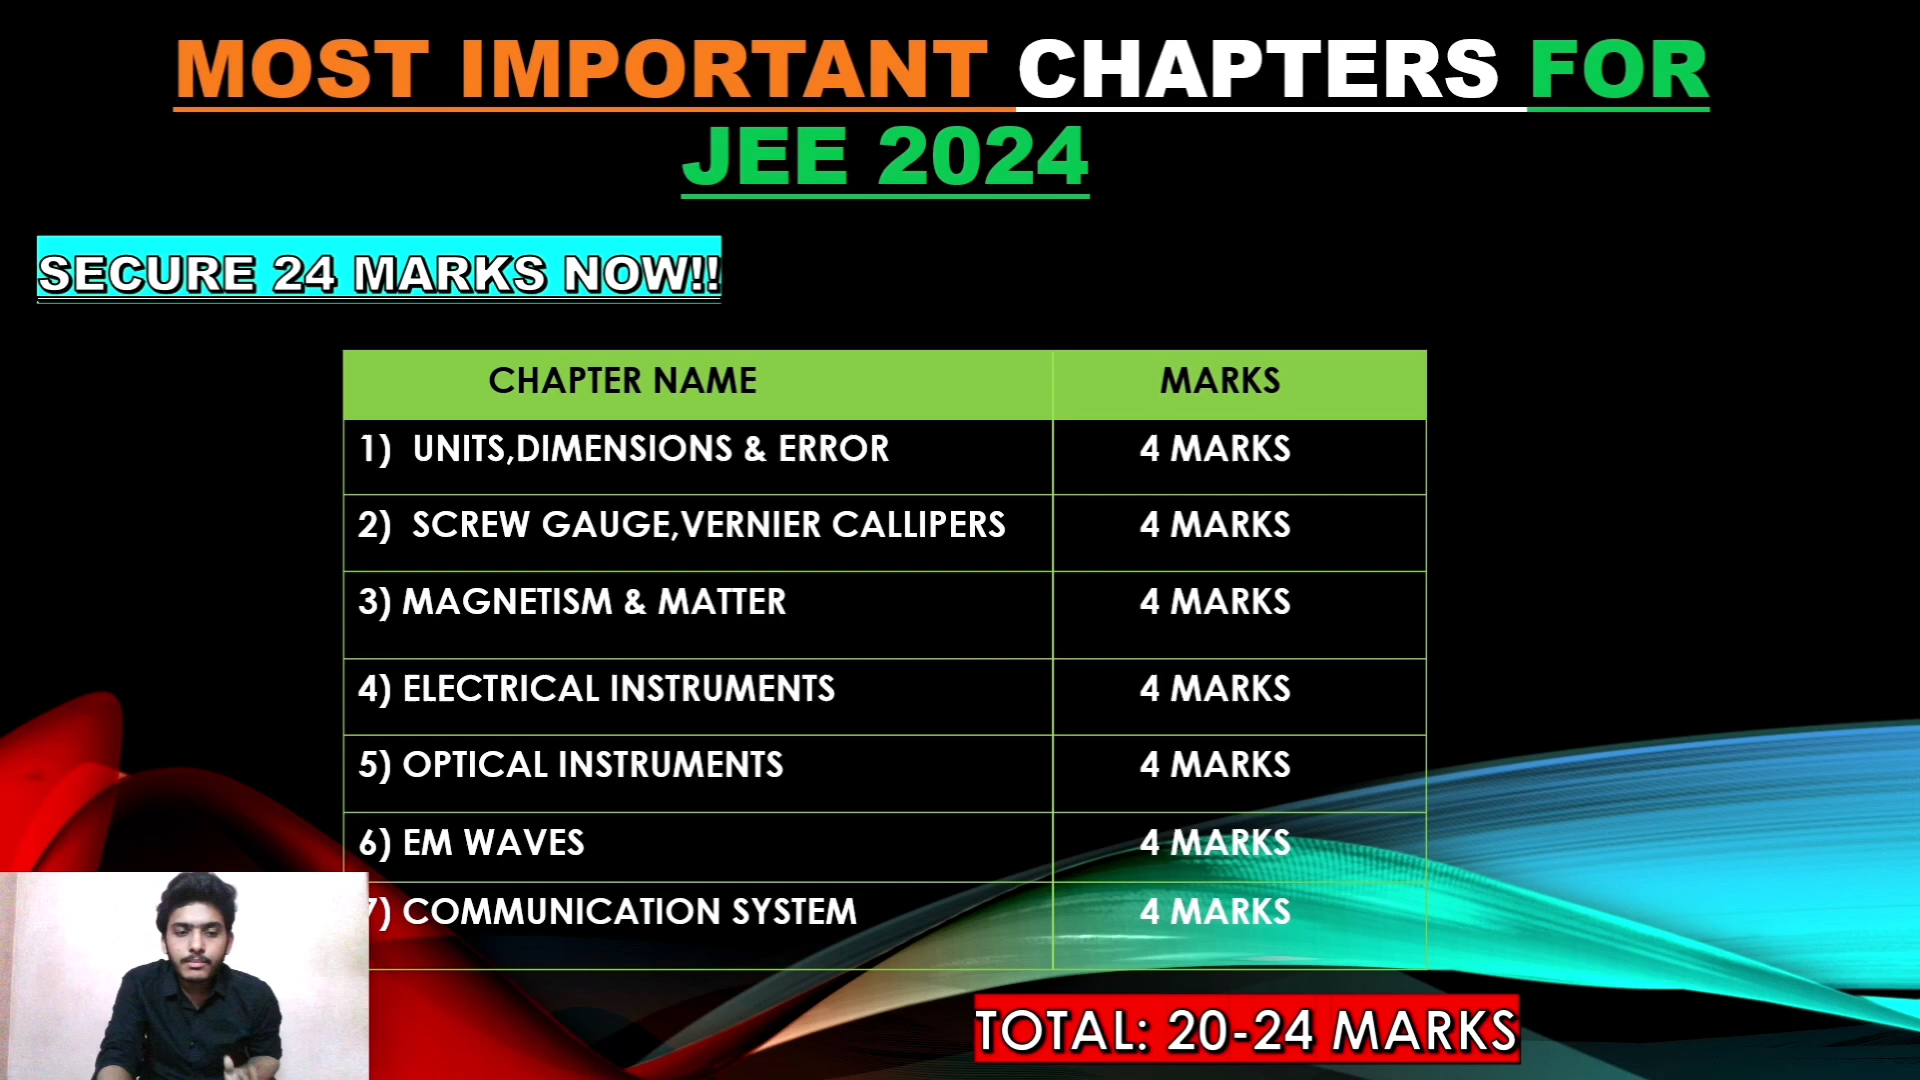 MOST IMPORTANT CHAPTERS FOR
JEE 2024
SECURE 24 MARKS NOW!!
CHAPTER NAME MARKS
1) UNITS,DIMENSIONS & ERROR 4 MARKS
2) SCREW GAUGE,VERNIER CALLIPERS 4 MARKS
3) MAGNETISM & MATTER 4 MARKS
4) ELECTRICAL INSTRUMENTS 4 MARKS
5) OPTICAL INSTRUMENTS 4 MARKS
6) EM WAVES 4 MARKS
7) COMMUNICATION SYSTEM 4 MARKS
TOTAL: 20-24 MARKS